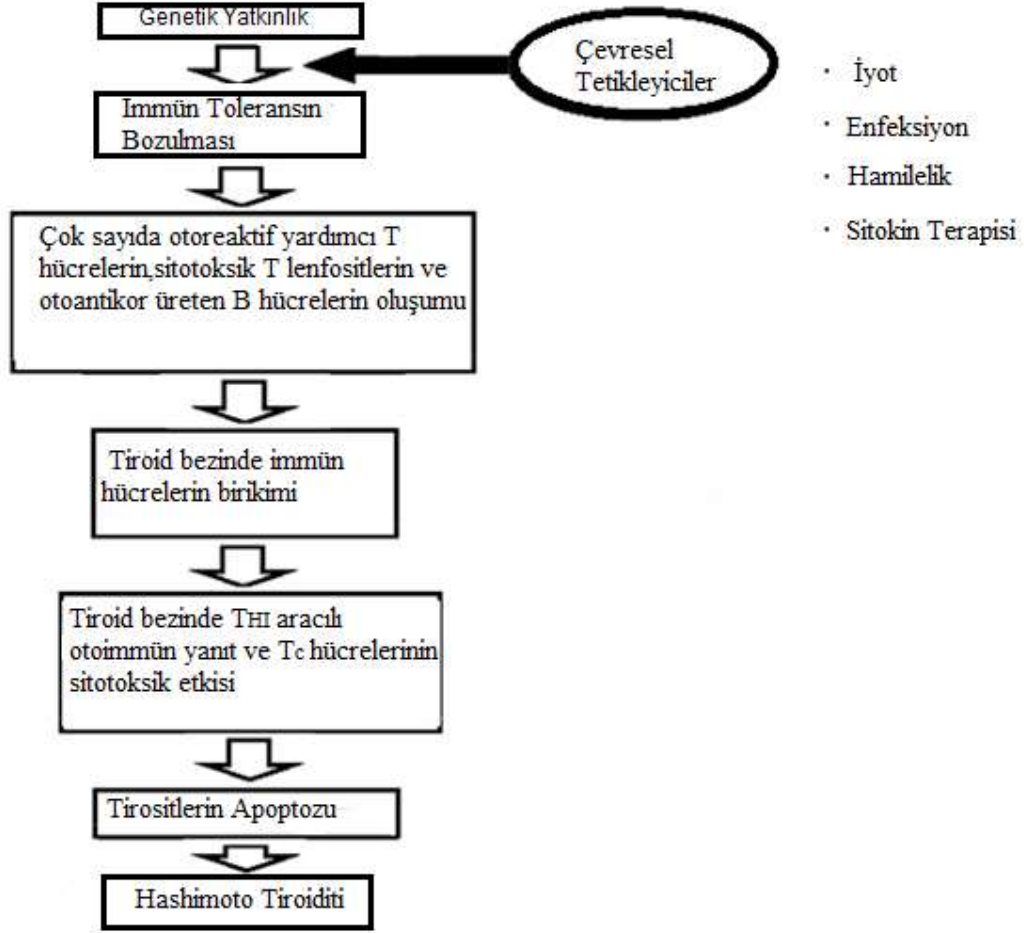 Genetik Yatkınlık
Çevresel
Tetikleyiciler
· İyot
· Enfeksiyon
· Hamilelik
· Sitokin Terapisi
Immün Toleransın
Bozulması
Çok sayıda otoreaktif yardımcı T
hücrelerin,sitotoksik T lenfositlerin ve
otoantikor üreten B hücrelerin oluşumu
Tiroid bezinde immün
hücrelerin birikimi
Tiroid bezinde THI aracılı
otoimmün yanıt ve Tc hücrelerinin
sitotoksik etkisi
Tirositlerin Apoptozu
Hashimoto Tiroiditi